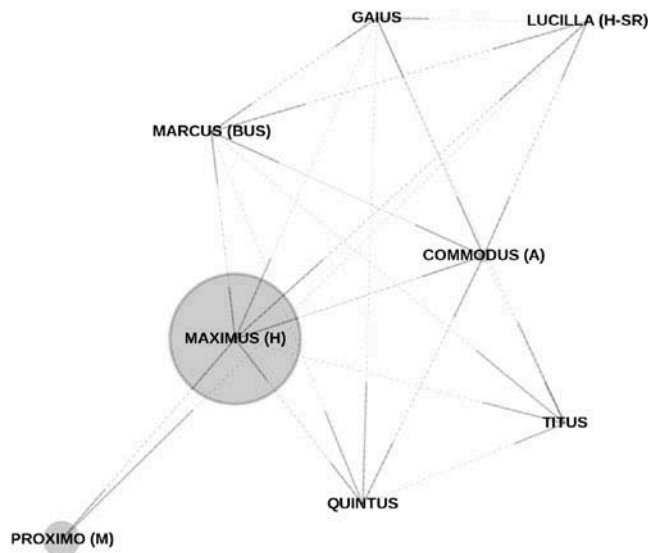 GAIUS
LUCILLA (H-SR)
MARCUS (BUS)
COMMODUS (A)
MAXIMUS (H)
TITUS
QUINTUS
PROXIMO (M)